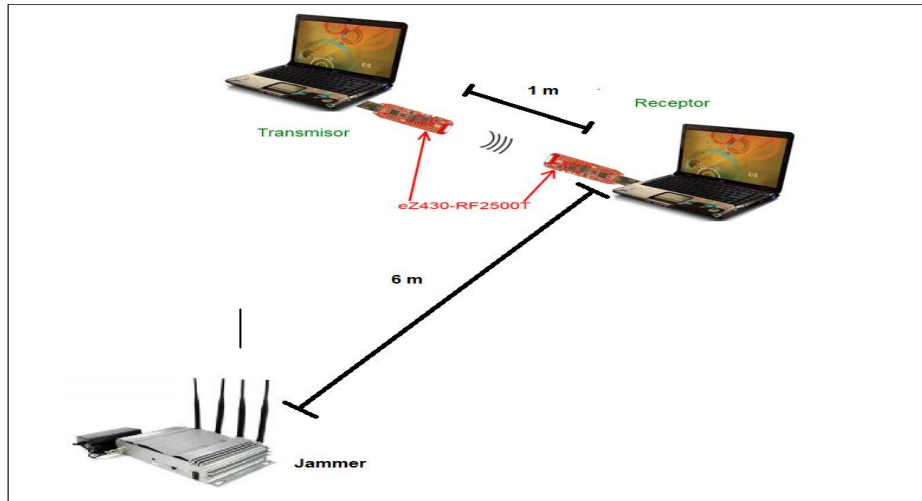 1 m
Receptor
Transmisor
eZ430-RF2500T
6 m
Jammer